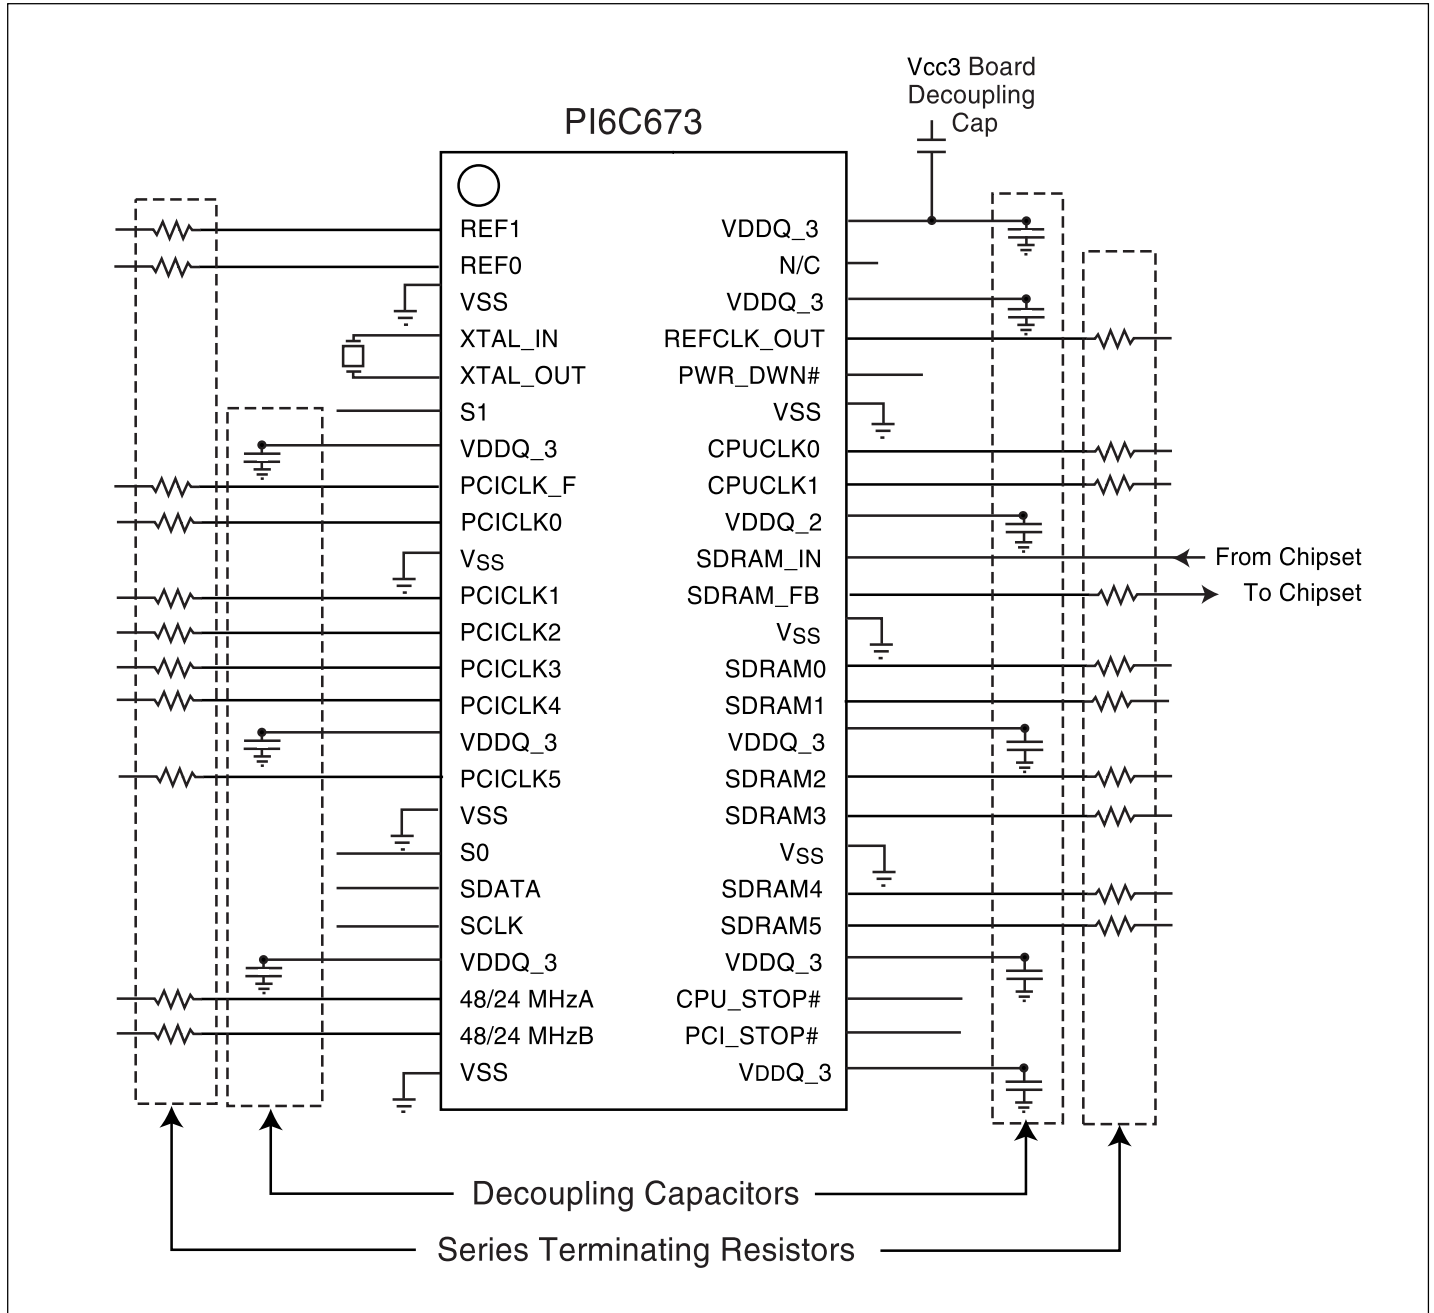 Vcc3 Board
Decoupling
Cap
PI6C673
REF1
REF0
VSS
XTAL_IN
XTAL_OUT
S1
VDDQ_3
PCICLK_F
PCICLK0
VSS
PCICLK1
PCICLK2
PCICLK3
PCICLK4
VDDQ_3
PCICLK5
VSS
S0
SDATA
SCLK
VDDQ_3
48/24 MHzA
48/24 MHzB
VSS
VDDQ_3
N/C
VDDQ_3
REFCLK_OUT
PWR_DWN#
VSS
CPUCLK0
CPUCLK1
VDDQ_2
SDRAM_IN
SDRAM_FB
VSS
SDRAM0
SDRAM1
VDDQ_3
SDRAM2
SDRAM3
VSS
SDRAM4
SDRAM5
VDDQ_3
CPU_STOP#
PCI_STOP#
VDDQ_3
From Chipset
To Chipset
Decoupling Capacitors
Series Terminating Resistors